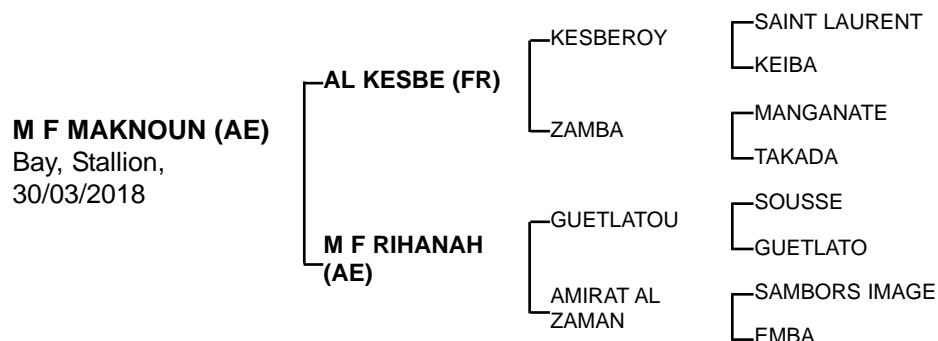 M F MAKNOUN (AE)
Bay, Stallion,
30/03/2018
AL KESBE (FR)
M F RIHANAH
(AE)
KESBEROY
ZAMBA
GUETLATOU
AMIRAT AL
ZAMAN
SAINT LAURENT
KEIBA
MANGANATE
TAKADA
SOUSSE
GUETLATO
SAMBORS IMAGE
EMBA